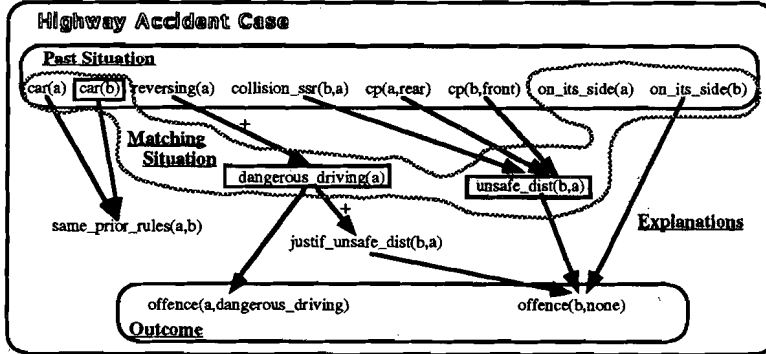 Highway Accident Case
Past Situation
car(a) car(b) reversing(a) collision_ssr(b,a) cp(a,rear) cp(b,front) on_its_side(a) on_its_side(b)
+
Matching
Situation
dangerous_driving(a) unsafe_dist(b,a)
+
same_prior_rules(a,b) Explanations
justif_unsafe_dist(b,a)
offence(a,dangerous_driving) offence(b,none)
Outcome